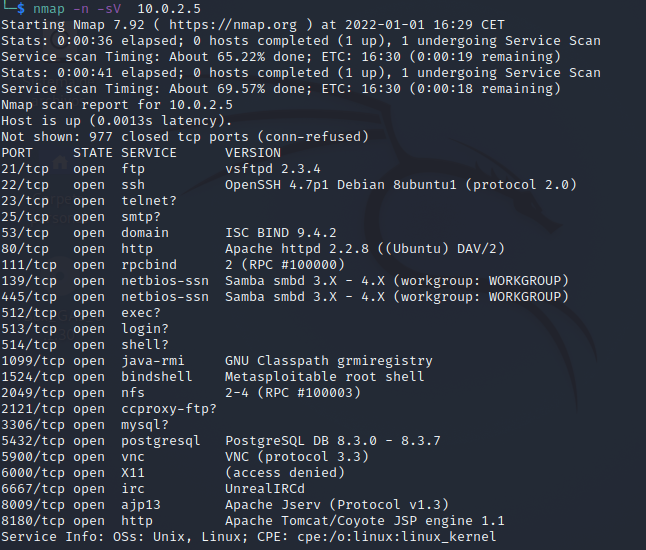 └─$ nmap -n -sV  10.0.2.5
Starting Nmap 7.92 ( https://nmap.org ) at 2022-01-01 16:29 CET
Stats: 0:00:36 elapsed; 0 hosts completed (1 up), 1 undergoing Service Scan
Service scan Timing: About 65.22% done; ETC: 16:30 (0:00:19 remaining)
Stats: 0:00:41 elapsed; 0 hosts completed (1 up), 1 undergoing Service Scan
Service scan Timing: About 69.57% done; ETC: 16:30 (0:00:18 remaining)
Nmap scan report for 10.0.2.5
Host is up (0.0013s latency).
Not shown: 977 closed tcp ports (conn-refused)
PORT     STATE SERVICE      VERSION
21/tcp   open  ftp          vsftpd 2.3.4
22/tcp   open  ssh          OpenSSH 4.7p1 Debian 8ubuntu1 (protocol 2.0)
23/tcp   open  telnet?
25/tcp   open  smtp?
53/tcp   open  domain       ISC BIND 9.4.2
80/tcp   open  http         Apache httpd 2.2.8 ((Ubuntu) DAV/2)
111/tcp  open  rpcbind      2 (RPC #100000)
139/tcp  open  netbios-ssn  Samba smbd 3.X - 4.X (workgroup: WORKGROUP)
445/tcp  open  netbios-ssn  Samba smbd 3.X - 4.X (workgroup: WORKGROUP)
512/tcp  open  exec?
513/tcp  open  login?
514/tcp  open  shell?
1099/tcp open  java-rmi     GNU Classpath grmiregistry
1524/tcp open  bindshell    Metasploitable root shell
2049/tcp open  nfs          2-4 (RPC #100003)
2121/tcp open  ccproxy-ftp?
3306/tcp open  mysql?
5432/tcp open  postgresql   PostgreSQL DB 8.3.0 - 8.3.7
5900/tcp open  vnc          VNC (protocol 3.3)
6000/tcp open  X11          (access denied)
6667/tcp open  irc          UnrealIRCd
8009/tcp open  ajp13        Apache Jserv (Protocol v1.3)
8180/tcp open  http         Apache Tomcat/Coyote JSP engine 1.1
Service Info: OSs: Unix, Linux; CPE: cpe:/o:linux:linux_kernel